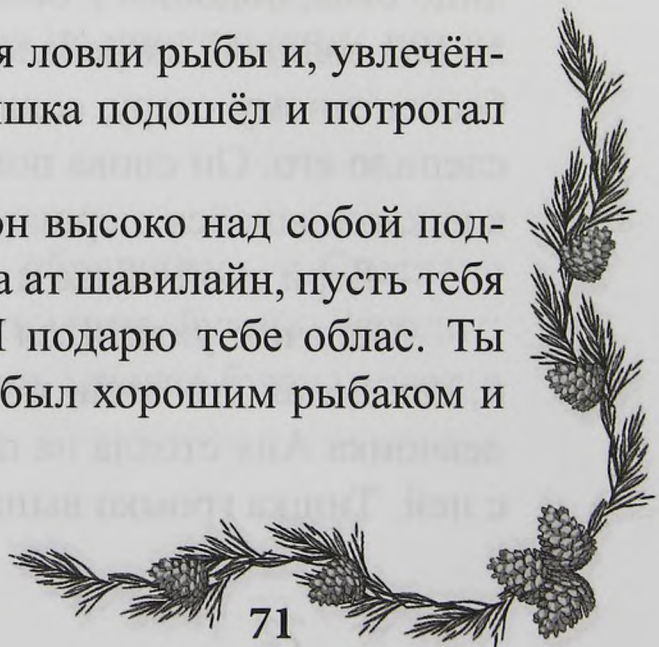 я ловли рыбы и, увлечён-
шка подошёл и потрогал
он высоко над собой под-
а ат шавилайн, пусть тебя
подарю тебе облас. Ты
был хорошим рыбаком и
71